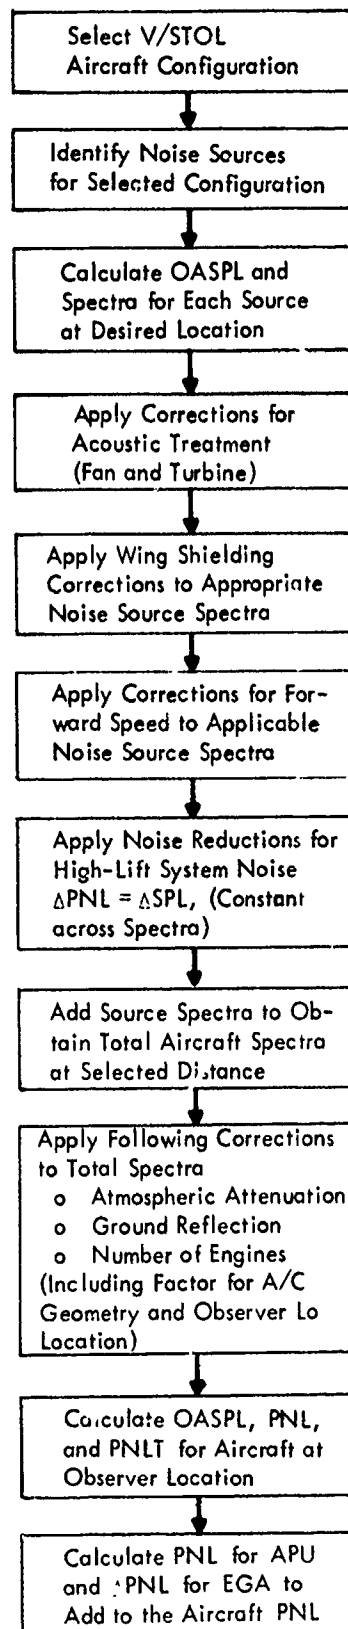 Select V/STOL
Aircraft Configuration
Identify Noise Sources
for Selected Configuration
Calculate OASPL and
Spectra for Each Source
at Desired Location
Apply Corrections for
Acoustic Treatment
(Fan and Turbine)
Apply Wing Shielding
Corrections to Appropriate
Noise Source Spectra
Apply Corrections for For-
ward Speed to Applicable
Noise Source Spectra
Apply Noise Reductions for
High-Lift System Noise
ΔPNL = ΔSPL, (Constant
across Spectra)
Add Source Spectra to Ob-
tain Total Aircraft Spectra
at Selected Distance
Apply Following Corrections
to Total Spectra
o Atmospheric Attenuation
o Ground Reflection
o Number of Engines
(Including Factor for A/C
Geometry and Observer Lo
Location)
Calculate OASPL, PNL,
and PNLT for Aircraft at
Observer Location
Calculate PNL for APU
and ΔPNL for EGA to
Add to the Aircraft PNL